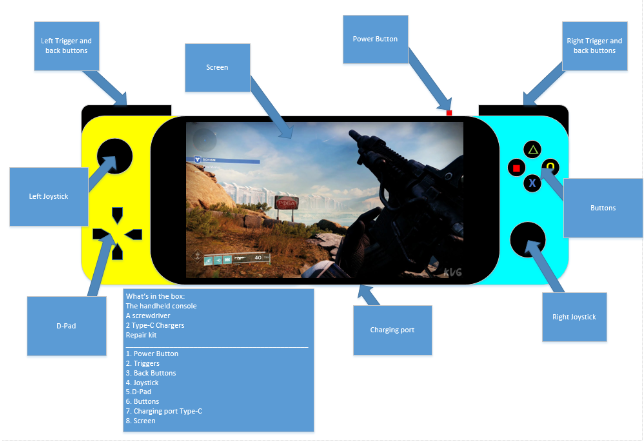 Left Trigger and
back buttons
Screen
Power Button
Right Trigger and
back buttons
Left Joystick
Buttons
D-Pad
Charging port
Right Joystick
40
KVG
X
What's in the box:
The handheld console
A screwdriver
2 Type-C Chargers
Repair kit
1. Power Button
2. Triggers
3. Back Buttons
4. Joystick
5.D-Pad
6. Buttons
7. Charging port Type-C
8. Screen